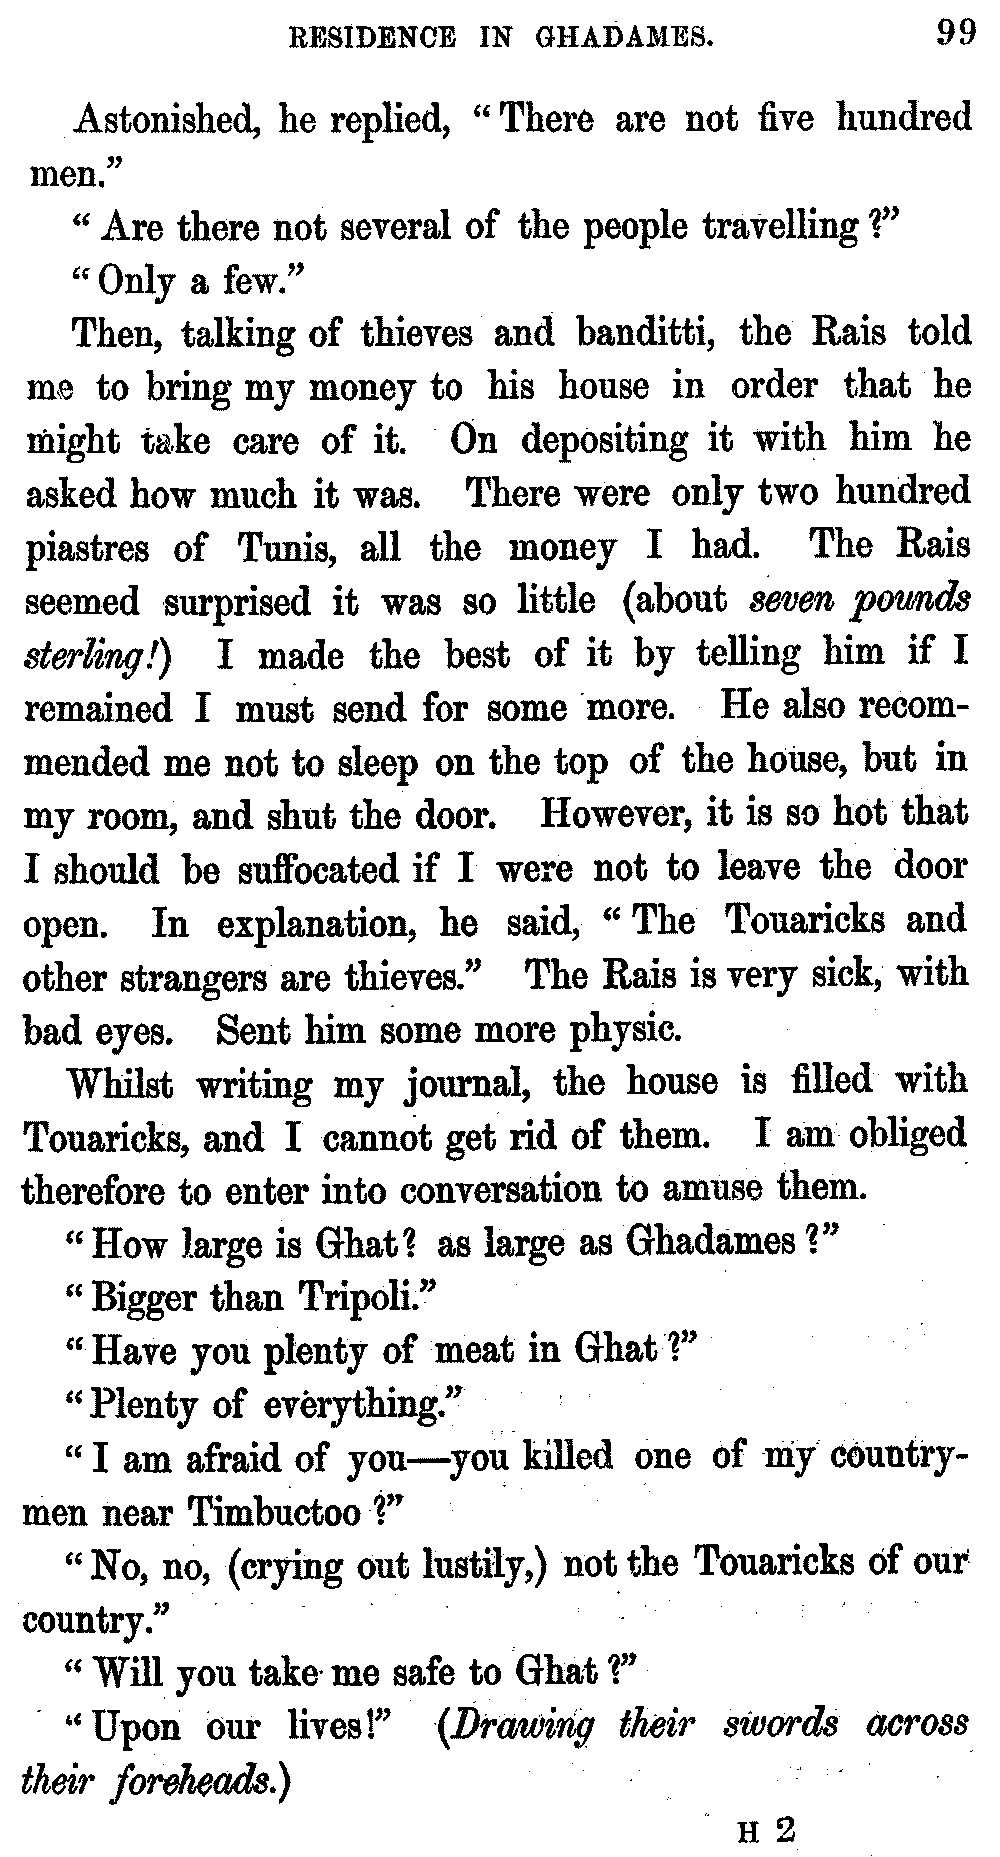 RESIDENCE IN GHADAMES. 99
Astonished, he replied, “There are not five hundred
men.”
“Are there not several of the people travelling?”
“Only a few.”
Then, talking of thieves and banditti, the Rais told
me to bring my money to his house in order that he
might take care of it. On depositing it with him he
asked how much it was. There were only two hundred
piastres of Tunis, all the money I had. The Rais
seemed surprised it was so little (about seven pounds
sterling!) I made the best of it by telling him if I
remained I must send for some more. He also recom-
mended me not to sleep on the top of the house, but in
my room, and shut the door. However, it is so hot that
I should be suffocated if I were not to leave the door
open. In explanation, he said, “The Touaricks and
other strangers are thieves.” The Rais is very sick, with
bad eyes. Sent him some more physic.
Whilst writing my journal, the house is filled with
Touaricks, and I cannot get rid of them. I am obliged
therefore to enter into conversation to amuse them.
“How large is Ghat? as large as Ghadames?”
“Bigger than Tripoli.”
“Have you plenty of meat in Ghat?”
“Plenty of everything.”
“I am afraid of you—you killed one of my country-
men near Timbuctoo?”
“No, no, (crying out lustily,) not the Touaricks of our
country.”
“Will you take me safe to Ghat?”
“Upon our lives!” (Drawing their swords across
their foreheads.)
H 2